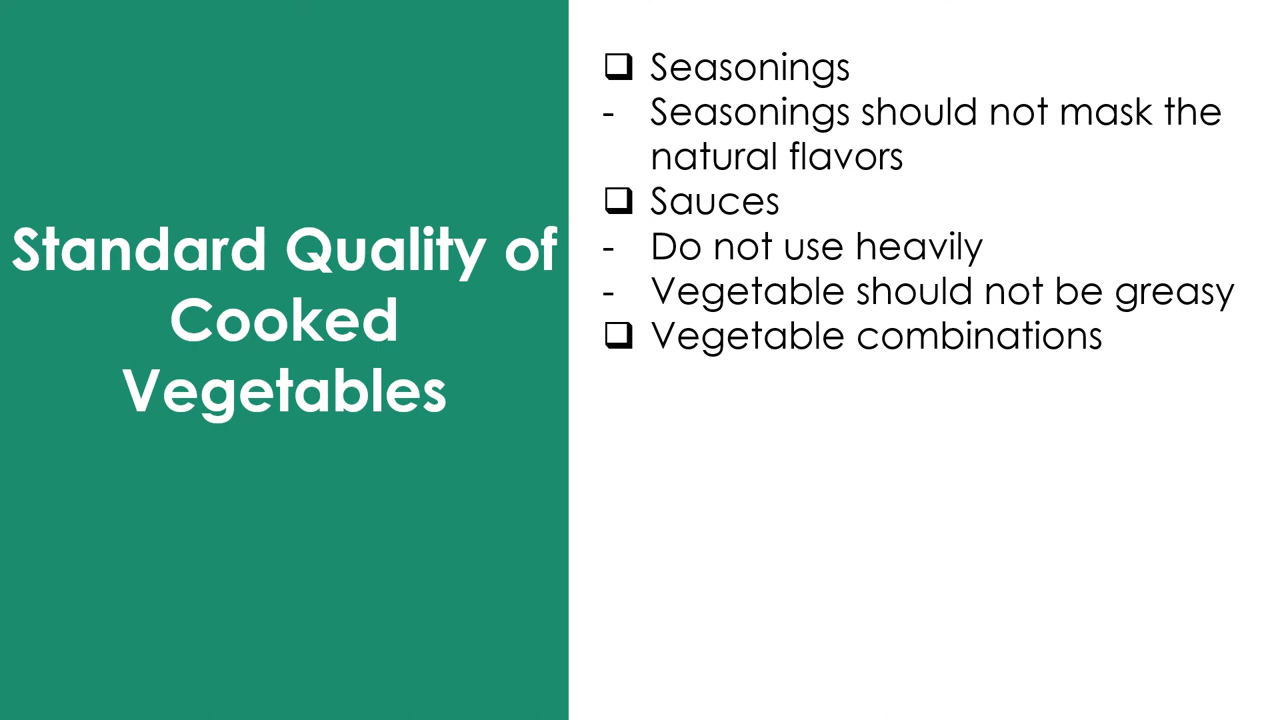 Standard Quality of
Cooked
Vegetables
❑ Seasonings
- Seasonings should not mask the
natural flavors
❑ Sauces
- Do not use heavily
- Vegetable should not be greasy
❑ Vegetable combinations